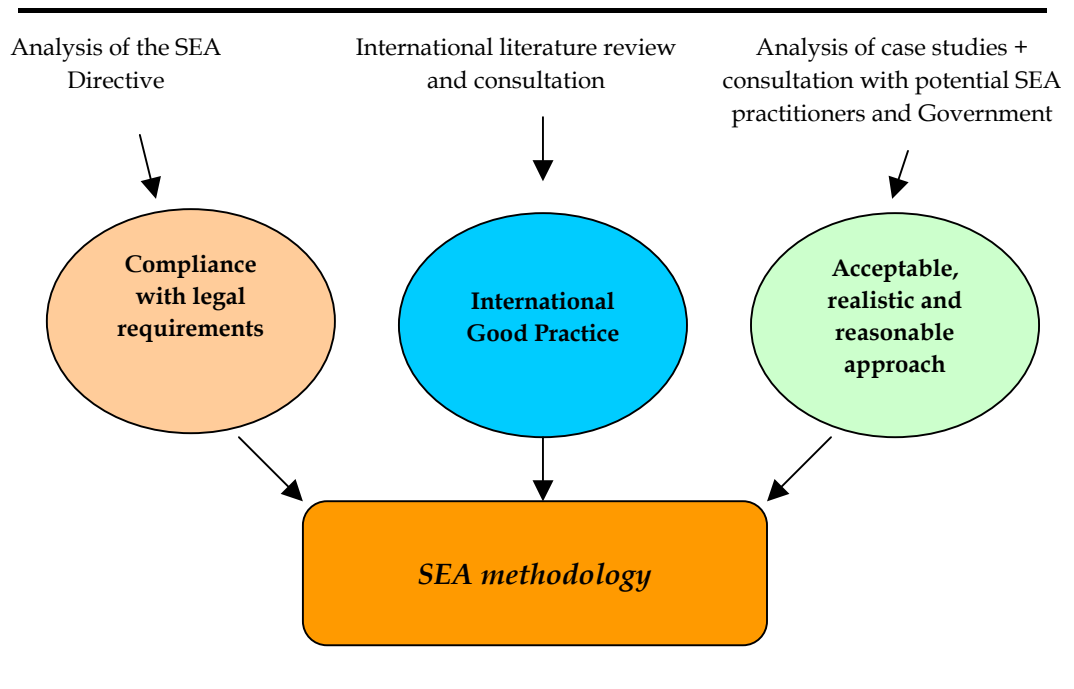 Analysis of the SEA
Directive
International literature review
and consultation
Analysis of case studies +
consultation with potential SEA
practitioners and Government
Compliance
with legal
requirements
International
Good Practice
Acceptable,
realistic and
reasonable
approach
SEA methodology